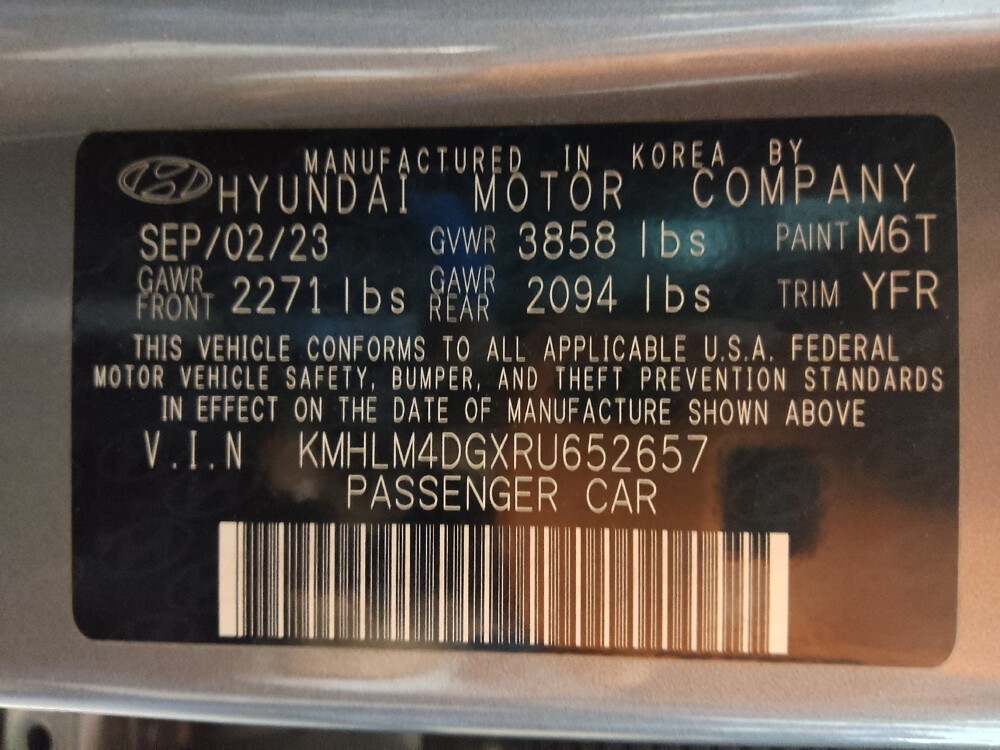 MANUFACTURED IN KOREA BY
HYUNDAI MOTOR COMPANY
SEP/02/23 GVWR 3858 lbs PAINT M6T
GAWR FRONT 2271 lbs GAWR REAR 2094 lbs TRIM YFR
THIS VEHICLE CONFORMS TO ALL APPLICABLE U.S.A. FEDERAL
MOTOR VEHICLE SAFETY, BUMPER, AND THEFT PREVENTION STANDARDS
IN EFFECT ON THE DATE OF MANUFACTURE SHOWN ABOVE
V.I.N KMHLM4DGXRU652657
PASSENGER CAR